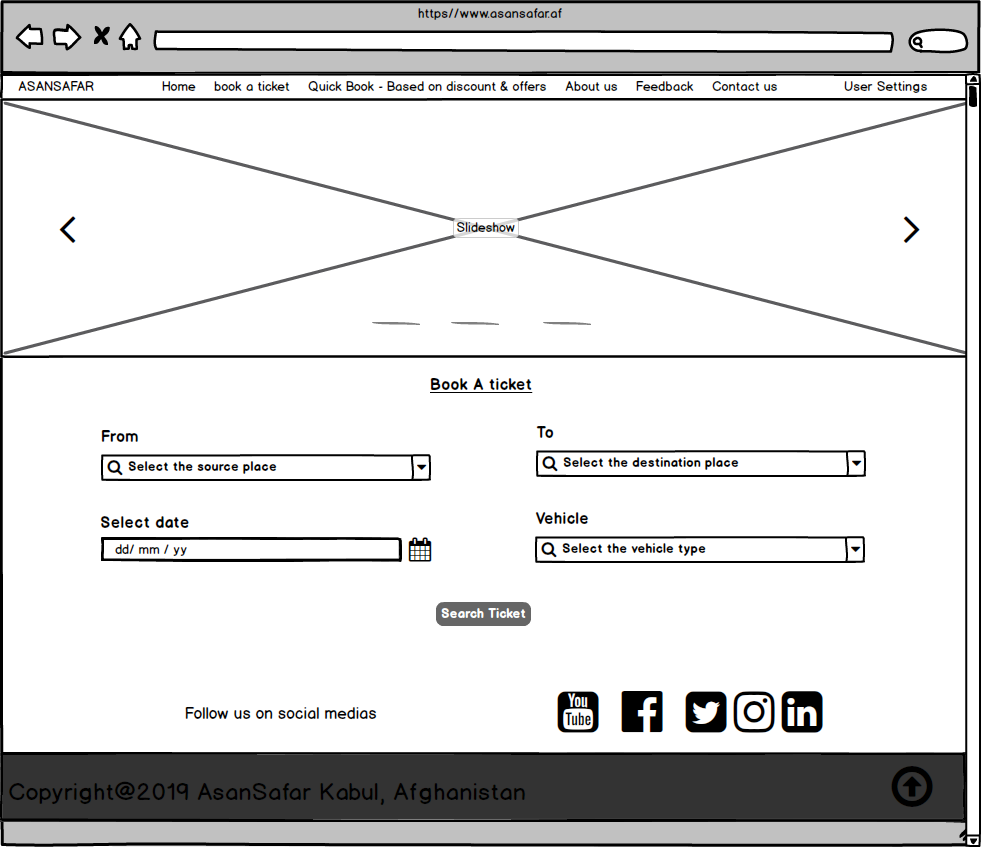 https//www.asansafar.af
ASANSAFAR Home book a ticket Quick Book - Based on discount & offers About us Feedback Contact us User Settings
Slideshow
Book A ticket
From To
Select the source place Select the destination place
Select date Vehicle
dd/ mm / yy Select the vehicle type
Search Ticket
Follow us on social medias You Tube f in
Copyright@2019 AsanSafar Kabul, Afghanistan